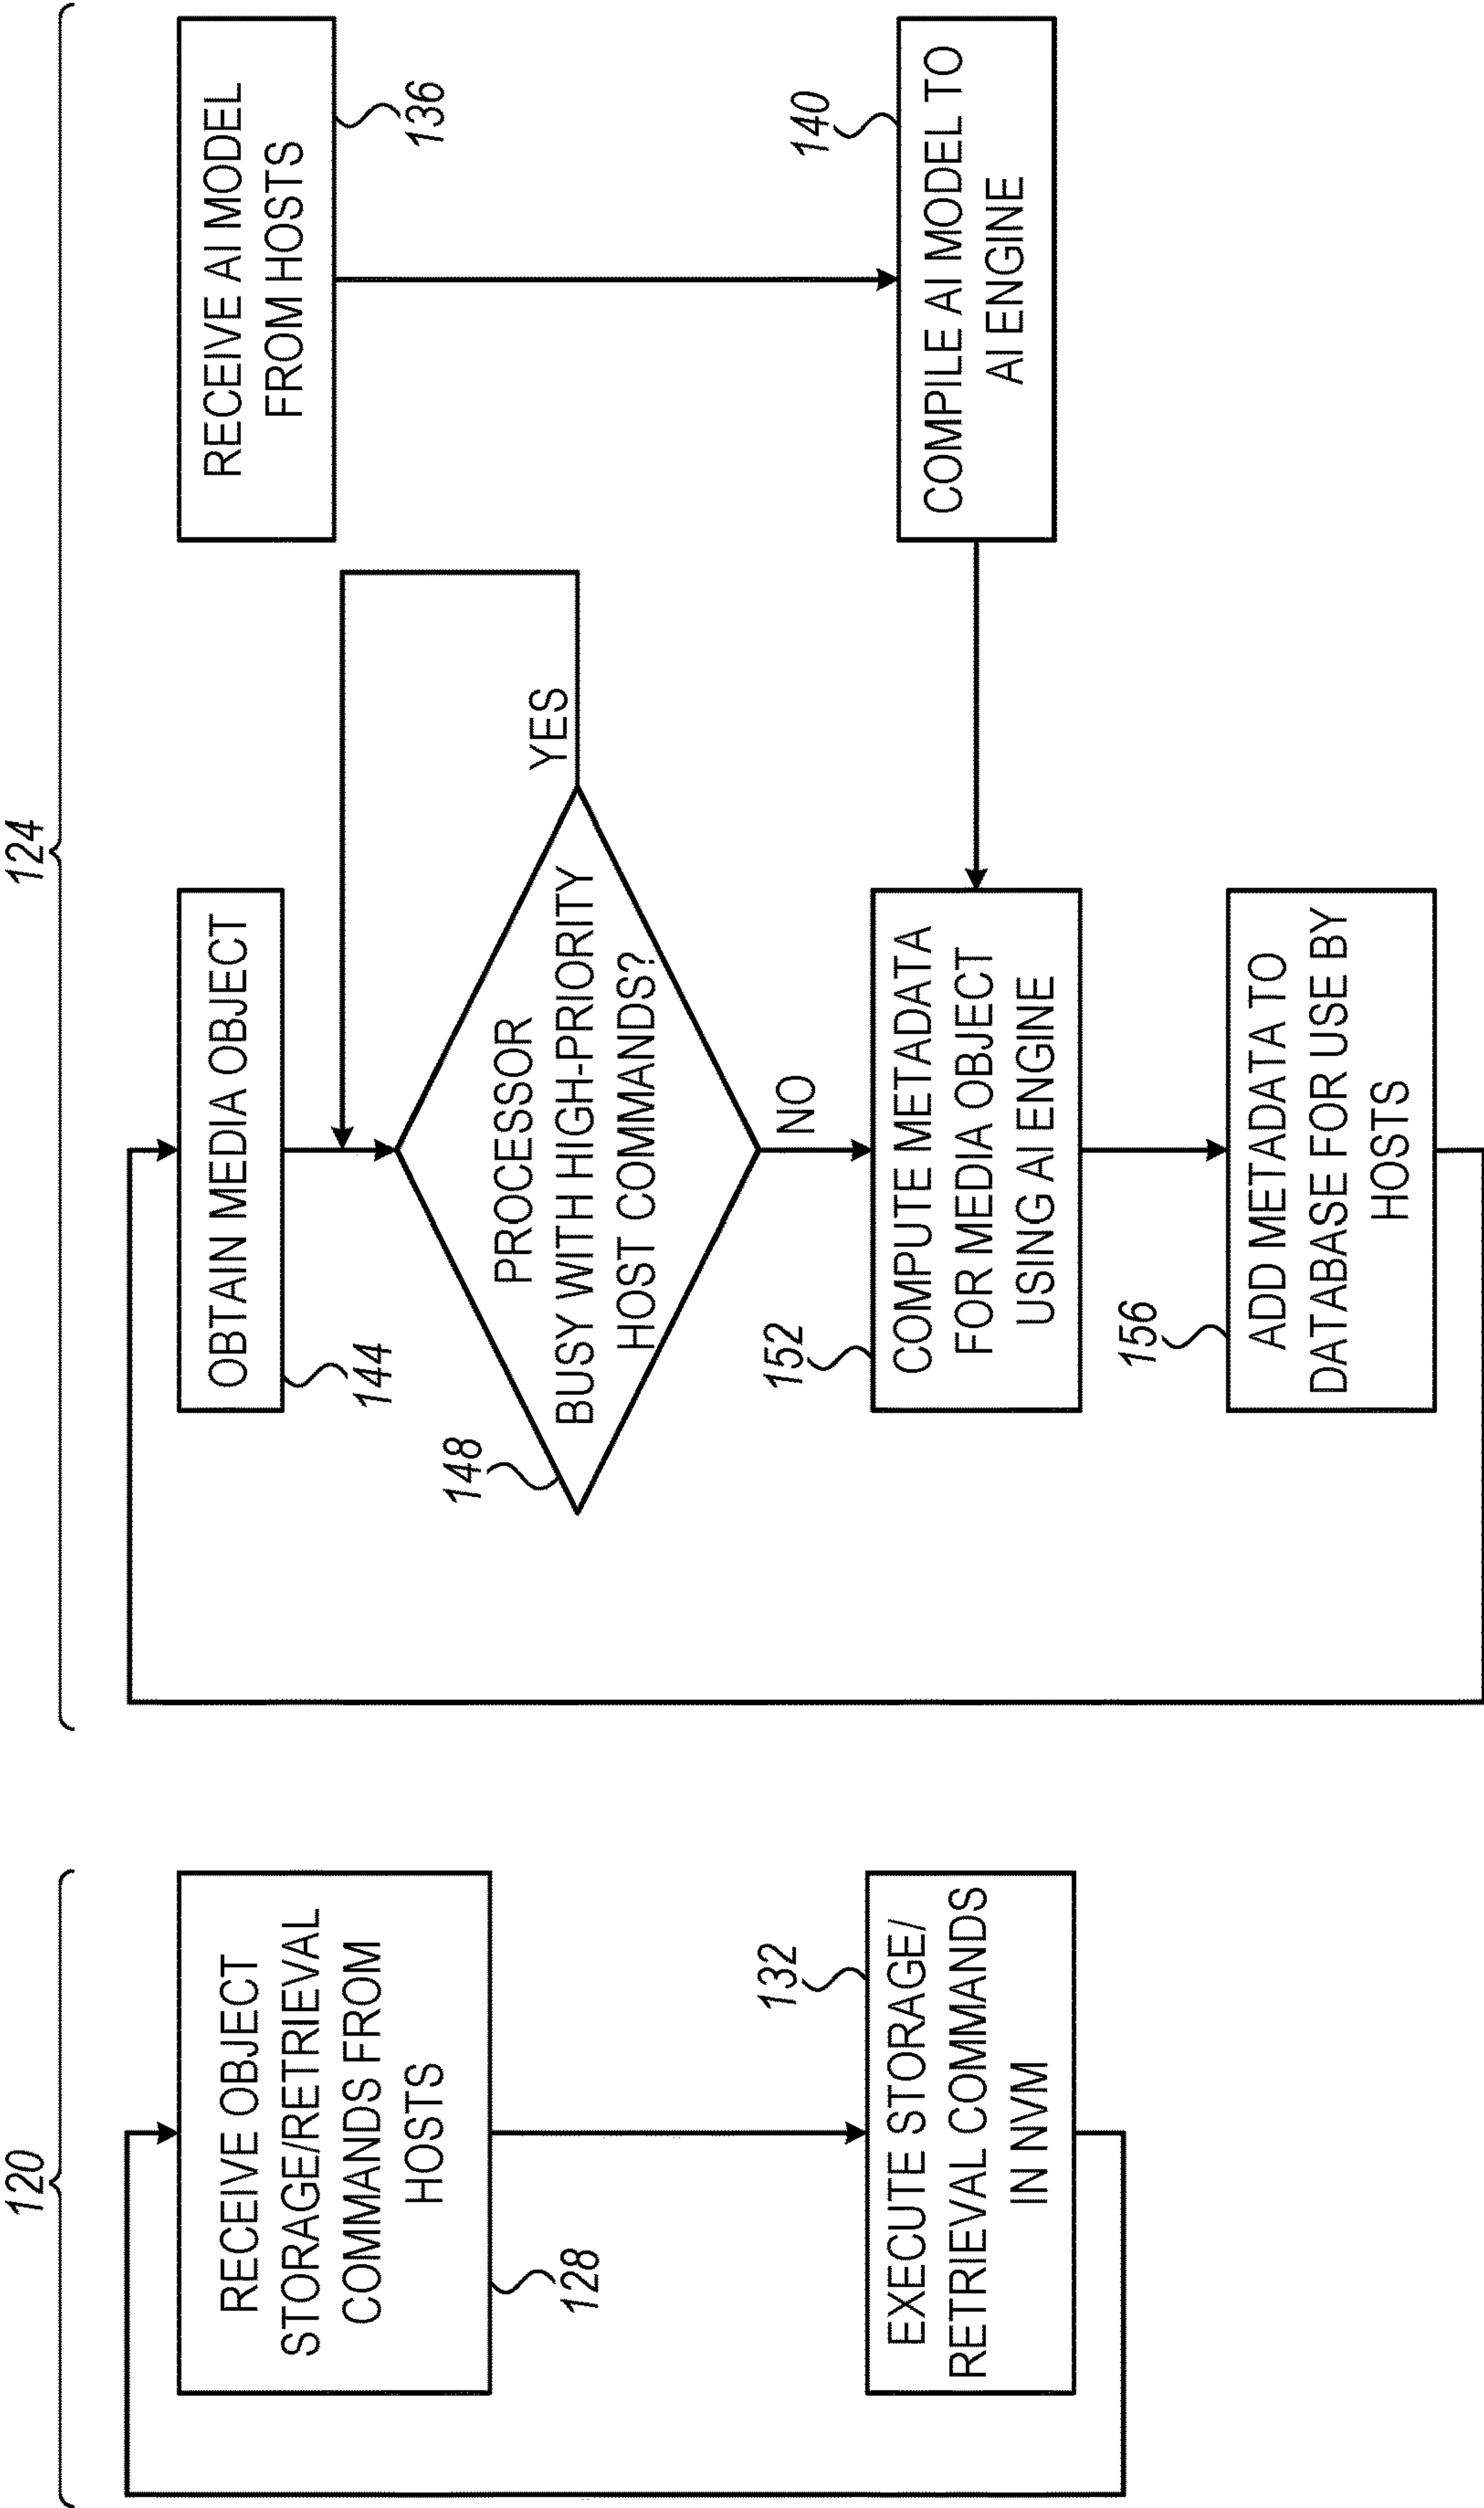 120
RECEIVE OBJECT
STORAGE/RETRIEVAL
COMMANDS FROM
HOSTS
128
132
EXECUTE STORAGE/
RETRIEVAL COMMANDS
IN NVM
124
OBTAIN MEDIA OBJECT
144
148
PROCESSOR
BUSY WITH HIGH-PRIORITY
HOST COMMANDS?
YES
NO
152
COMPUTE METADATA
FOR MEDIA OBJECT
USING AI ENGINE
156
ADD METADATA TO
DATABASE FOR USE BY
HOSTS
RECEIVE AI MODEL
FROM HOSTS
136
140
COMPILE AI MODEL TO
AI ENGINE